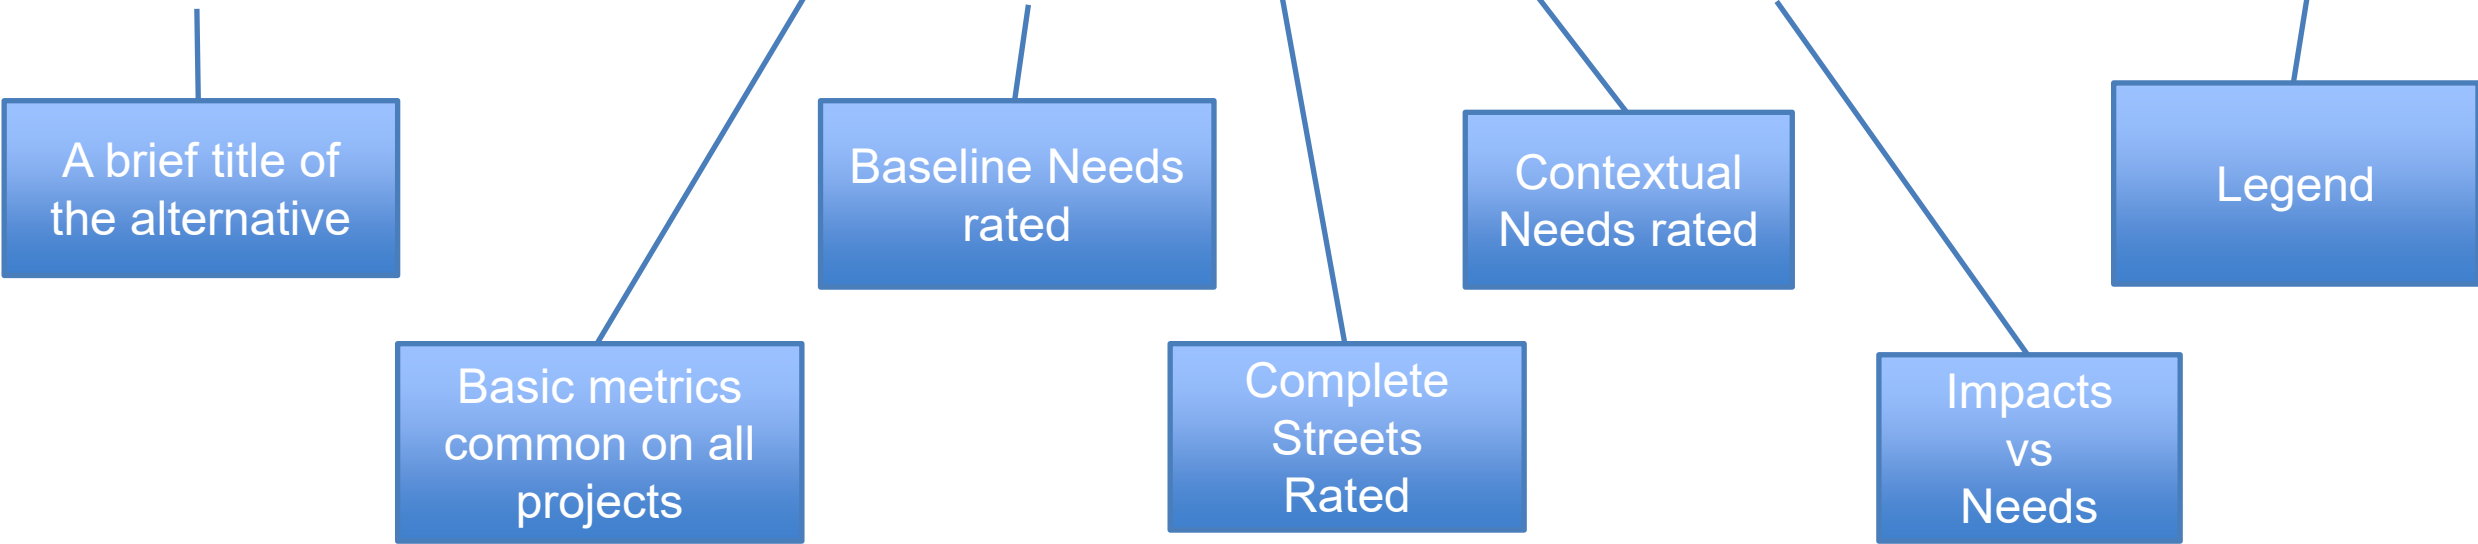 A brief title of
the alternative
Basic metrics
common on all
projects
Baseline Needs
rated
Complete
Streets
Rated
Contextual
Needs rated
Impacts
vs
Needs
Legend